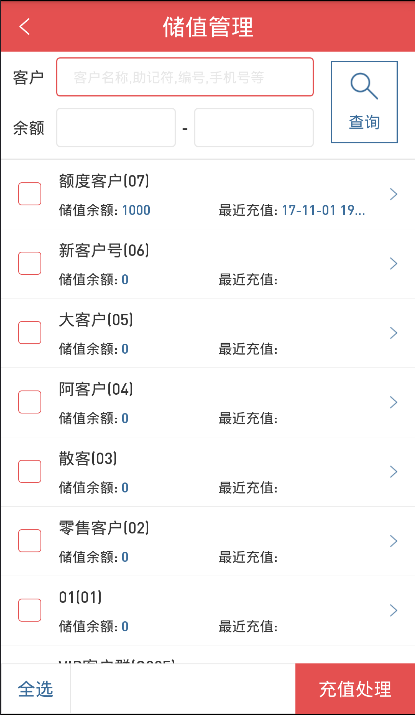 储值管理
客户 客户名称,助记符,编号,手机号等
余额 -
查询
额度客户(07)
储值余额: 1000 最近充值: 17-11-01 19...
新客户号(06)
储值余额: 0 最近充值:
大客户(05)
储值余额: 0 最近充值:
阿客户(04)
储值余额: 0 最近充值:
散客(03)
储值余额: 0 最近充值:
零售客户(02)
储值余额: 0 最近充值:
01(01)
储值余额: 0 最近充值:
全选 充值处理